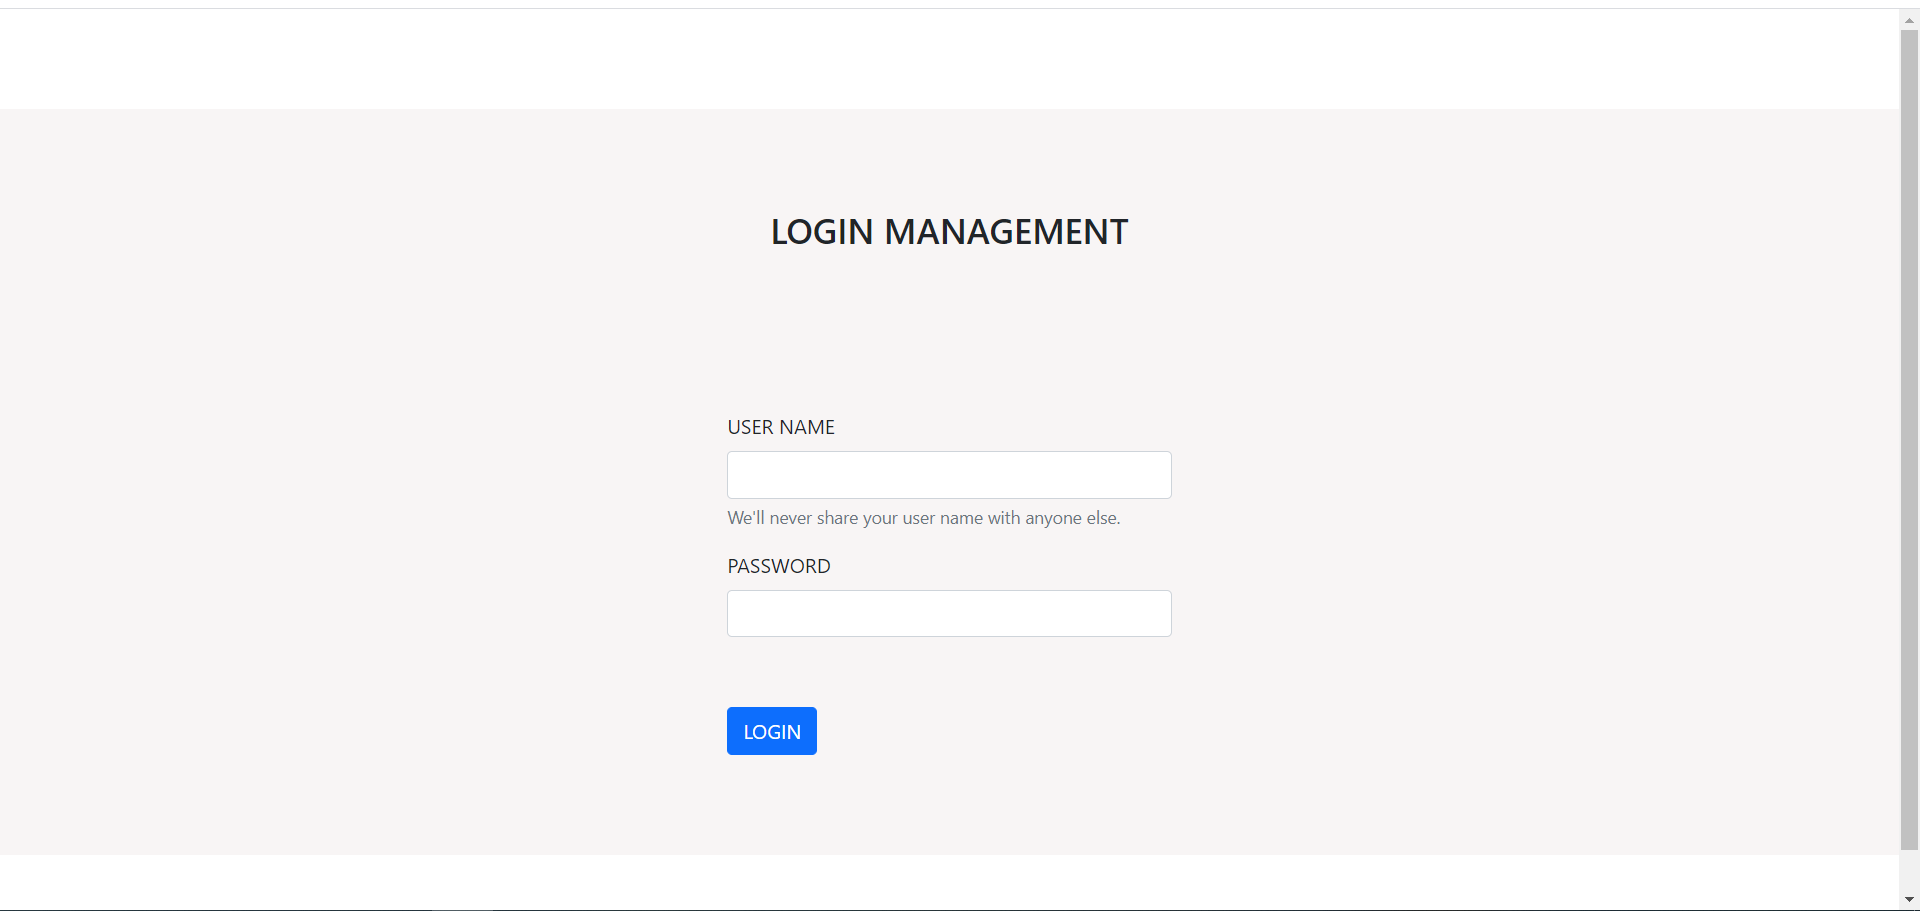 LOGIN MANAGEMENT
USER NAME
We'll never share your user name with anyone else.
PASSWORD
LOGIN